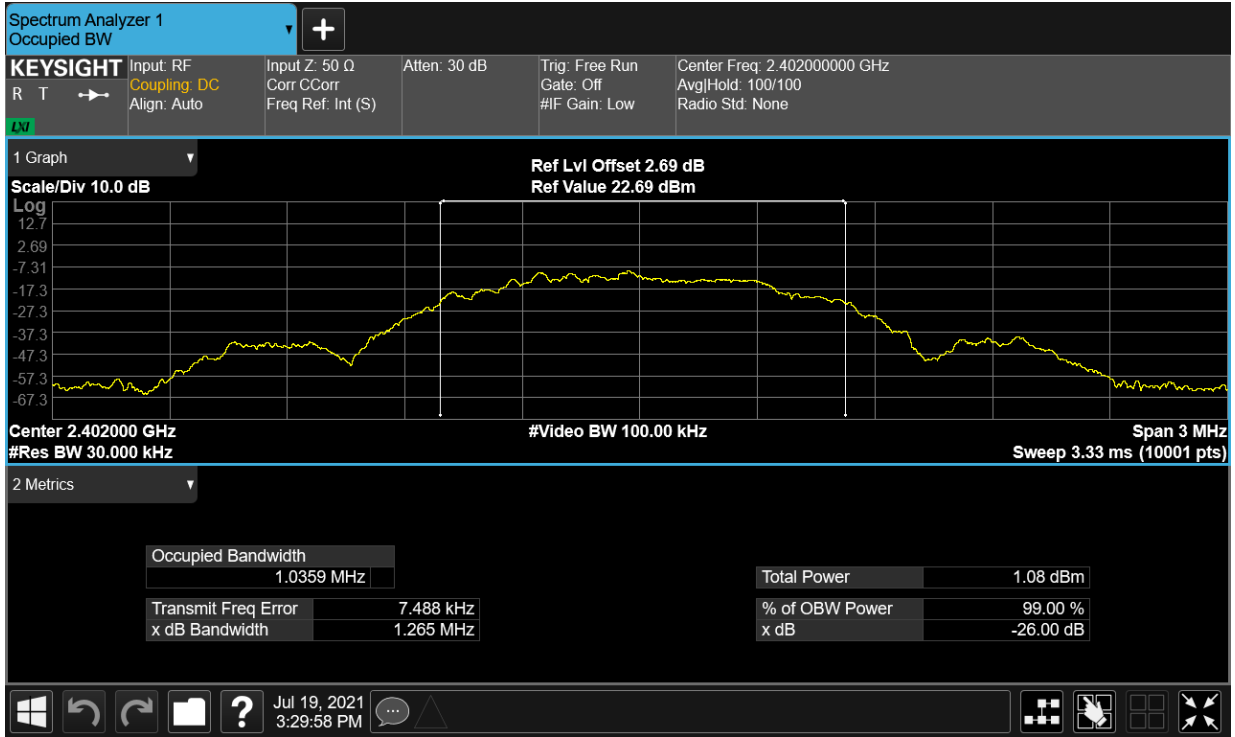 Spectrum Analyzer 1
Occupied BW
KEYSIGHT
R T
LXI
Input: RF
Coupling: DC
Align: Auto
Input Z: 50 Ω
Corr CCorr
Freq Ref: Int (S)
Atten: 30 dB
Trig: Free Run
Gate: Off
#IF Gain: Low
Center Freq: 2.402000000 GHz
Avg|Hold: 100/100
Radio Std: None
1 Graph
Scale/Div 10.0 dB
Ref Lvl Offset 2.69 dB
Ref Value 22.69 dBm
Log
12.7
2.69
-7.31
-17.3
-27.3
-37.3
-47.3
-57.3
-67.3
Center 2.402000 GHz
#Video BW 100.00 kHz
Span 3 MHz
#Res BW 30.000 kHz
Sweep 3.33 ms (10001 pts)
2 Metrics
Occupied Bandwidth
1.0359 MHz
Total Power 1.08 dBm
Transmit Freq Error 7.488 kHz
% of OBW Power 99.00 %
x dB Bandwidth 1.265 MHz
x dB -26.00 dB
?
Jul 19, 2021
3:29:58 PM